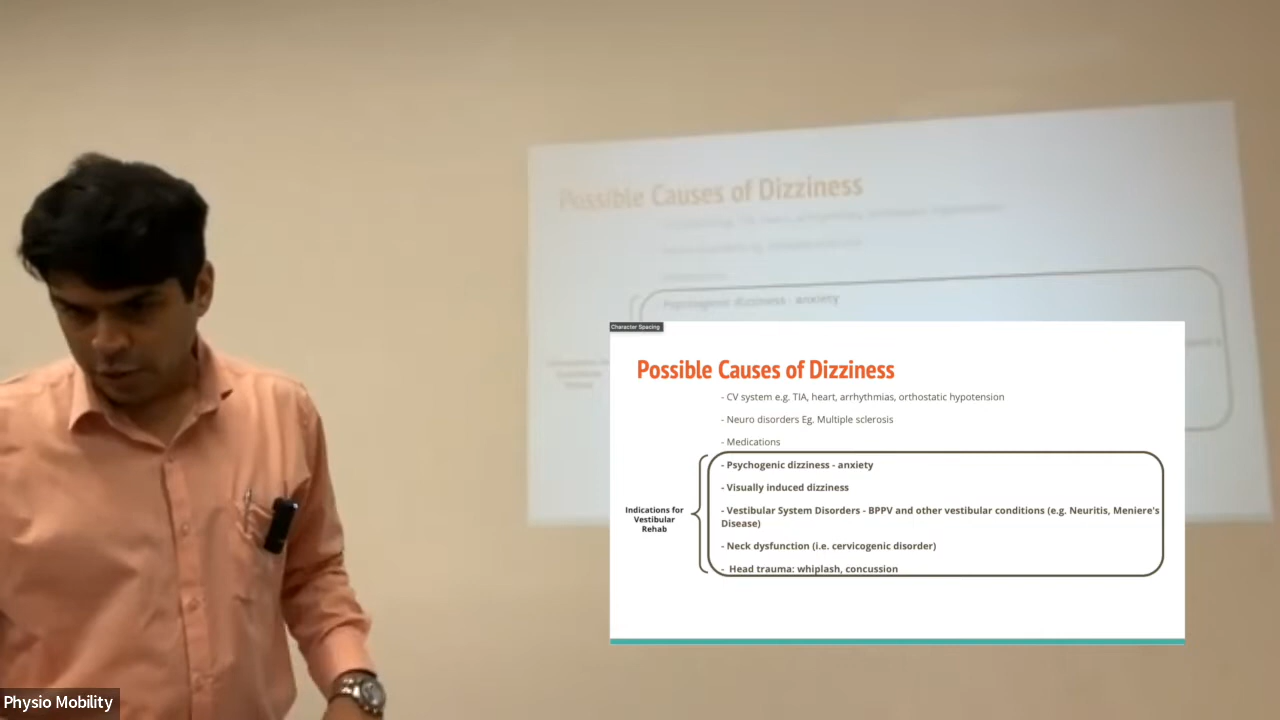 Possible Causes of Dizziness
Psychogenic dizziness - anxiety
Character Spacing
Possible Causes of Dizziness
- CV system e.g. TIA, heart, arrhythmias, orthostatic hypotension
- Neuro disorders Eg. Multiple sclerosis
- Medications
- Psychogenic dizziness - anxiety
- Visually induced dizziness
Indications for
Vestibular
Rehab
- Vestibular System Disorders - BPPV and other vestibular conditions (e.g. Neuritis, Meniere's
Disease)
- Neck dysfunction (i.e. cervicogenic disorder)
- Head trauma: whiplash, concussion
Physio Mobility